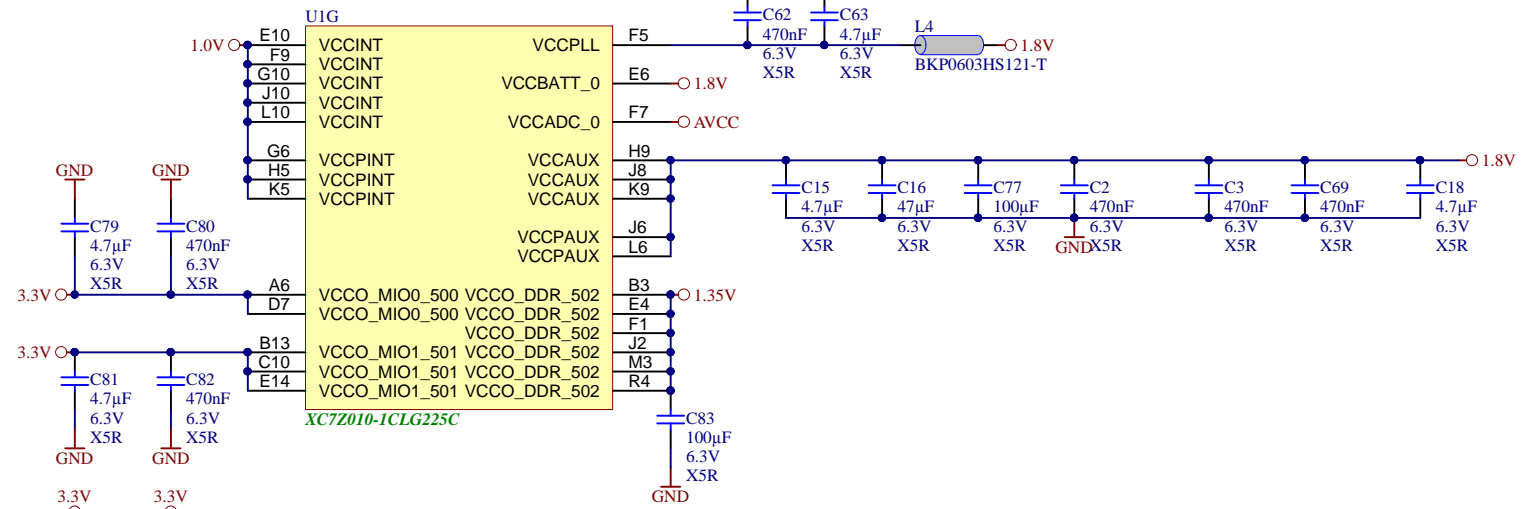 U1G
1.0V
E10 VCCINT
F9 VCCINT
G10 VCCINT
J10 VCCINT
L10 VCCINT
G6 VCCPINT
H5 VCCPINT
K5 VCCPINT
A6 VCCO_MIO0_500
D7 VCCO_MIO0_500
B13 VCCO_MIO1_501
C10 VCCO_MIO1_501
E14 VCCO_MIO1_501
VCCPLL F5
VCCBATT_0 E6 1.8V
VCCADC_0 F7 AVCC
VCCAUX H9
VCCAUX J8
VCCAUX K9
VCCPAUX J6
VCCPAUX L6
VCCO_DDR_502 B3 1.35V
VCCO_DDR_502 E4
VCCO_DDR_502 F1
VCCO_DDR_502 J2
VCCO_DDR_502 M3
VCCO_DDR_502 R4
XC7Z010-1CLG225C
C62
470nF
6.3V
X5R
C63
4.7µF
6.3V
X5R
L4
BKP0603HS121-T
1.8V
1.8V
C15
4.7µF
6.3V
X5R
C16
47µF
6.3V
X5R
C77
100µF
6.3V
X5R
C2
470nF
6.3V
X5R
GND
C3
470nF
6.3V
X5R
C69
470nF
6.3V
X5R
C18
4.7µF
6.3V
X5R
GND
C79
4.7µF
6.3V
X5R
GND
C80
470nF
6.3V
X5R
3.3V
3.3V
C81
4.7µF
6.3V
X5R
GND
C82
470nF
6.3V
X5R
GND
C83
100µF
6.3V
X5R
GND
3.3V
3.3V